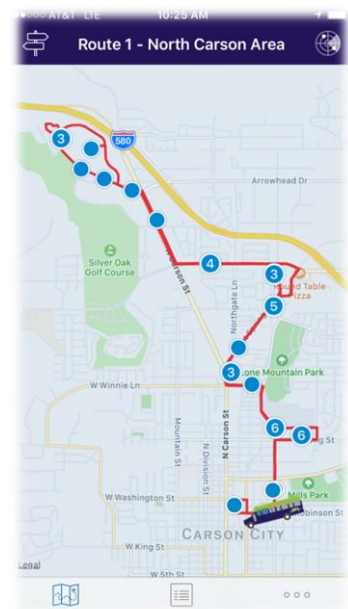 AT&T LTE 10:25 AM
Route 1 - North Carson Area
580
3
Arrowhead Dr
Silver Oak
Golf Course
N Carson St
4
3
Round Table
Pizza
5
Northgate Ln
3
Lone Mountain Park
W Winnie Ln
6
6
Mountain St
N Division St
N Carson St
W Washington St
Mills Park
Robinson St
CARSON CITY
W King St
Legal
W 5th St